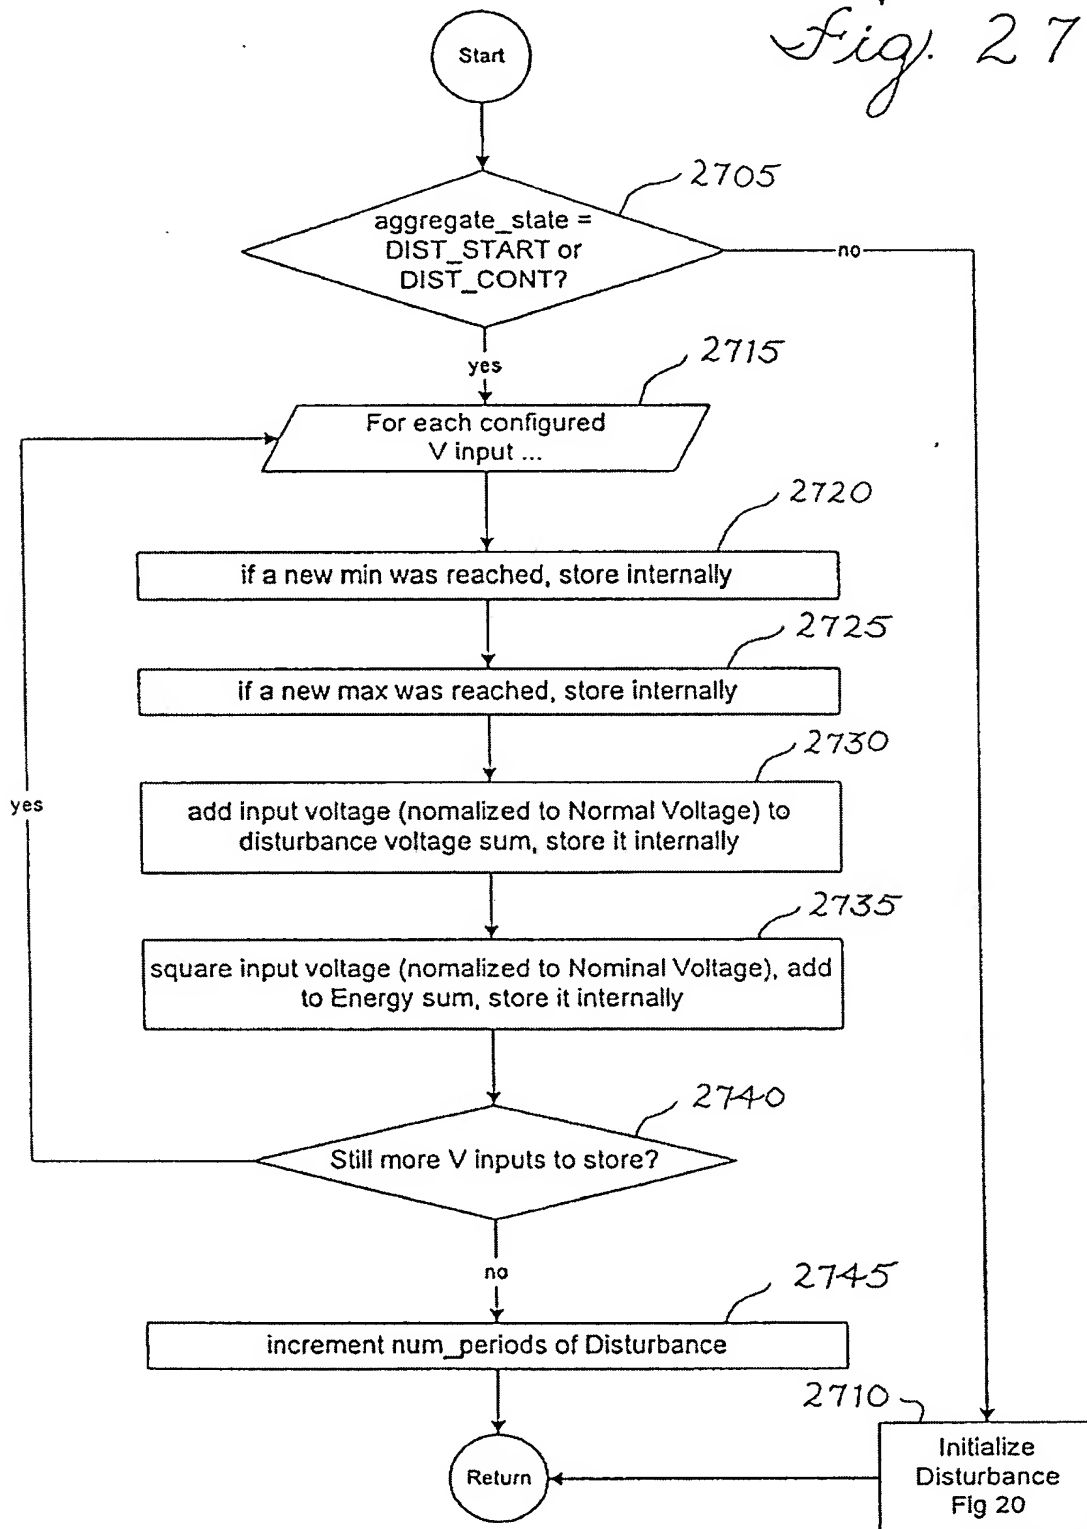 Fig. 27
Start
2705
aggregate_state =
DIST_START or
DIST_CONT?
no
yes
2715
For each configured
V input ...
2720
if a new min was reached, store internally
2725
if a new max was reached, store internally
2730
add input voltage (nomalized to Normal Voltage) to
disturbance voltage sum, store it internally
yes
2735
square input voltage (nomalized to Nominal Voltage), add
to Energy sum, store it internally
2740
Still more V inputs to store?
no
2745
increment num_periods of Disturbance
2710
Initialize
Disturbance
Fig 20
Return